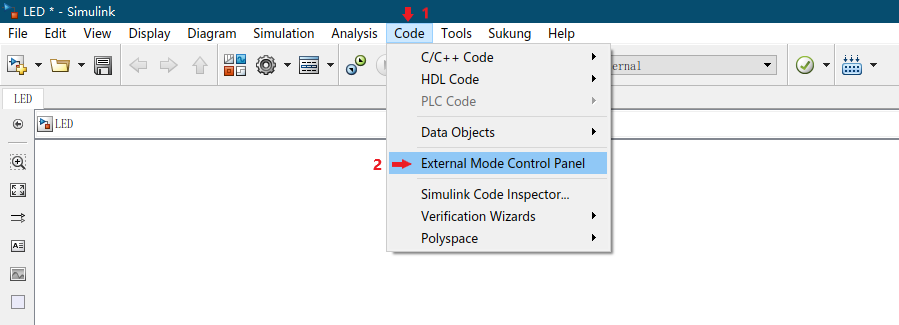 LED * - Simulink
1
File Edit View Display Diagram Simulation Analysis Code Tools Sukung Help
C/C++ Code
HDL Code
PLC Code
Data Objects
2 External Mode Control Panel
Simulink Code Inspector...
Verification Wizards
Polyspace
LED
LED